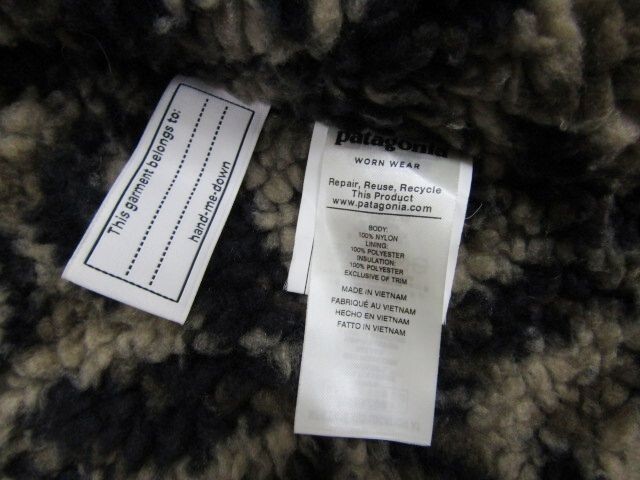 This garment belongs to:
hand-me-down
patagonia
WORN WEAR
Repair, Reuse, Recycle
This Product
www.patagonia.com
BODY:
100% NYLON
LINING:
100% POLYESTER
INSULATION:
100% POLYESTER
EXCLUSIVE OF TRIM
MADE IN VIETNAM
FABRIQUÉ AU VIETNAM
HECHO EN VIETNAM
FATTO IN VIETNAM